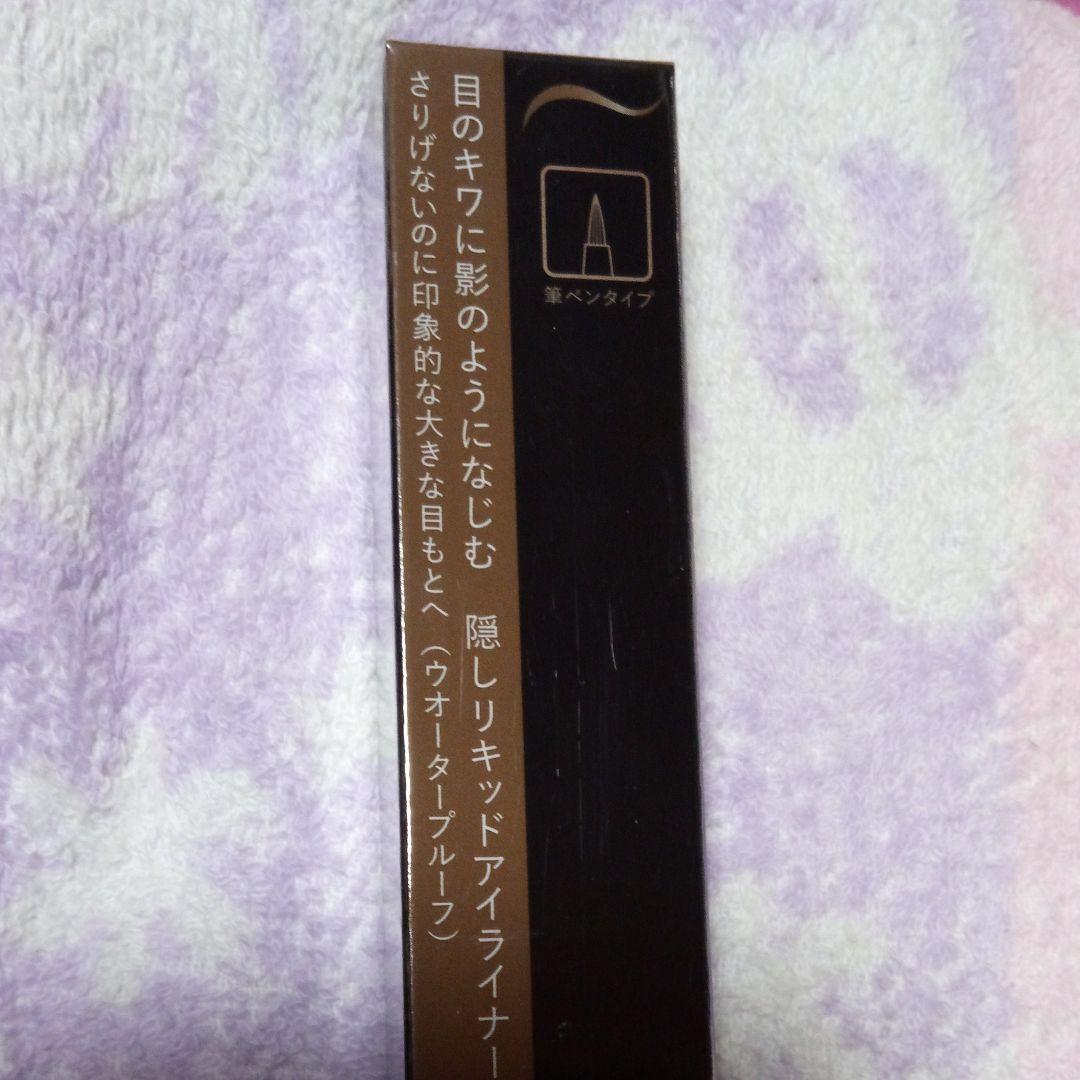 目のキワに影のようになじむ 隠しリキッドアイライナー
さりげないのに印象的な大きな目もとへ（ウオータープルーフ）
筆ペンタイプ